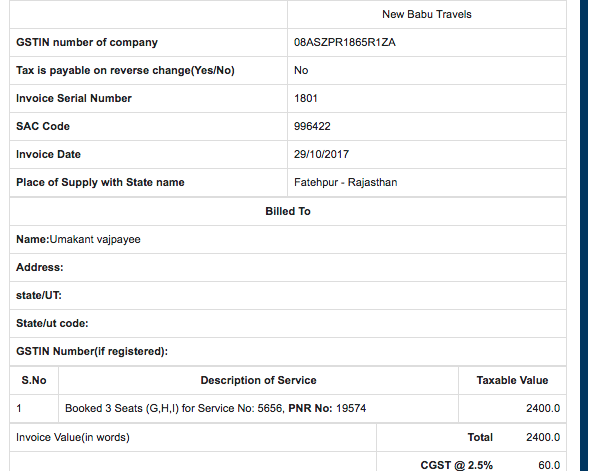 New Babu Travels
GSTIN number of company 08ASZPR1865R1ZA
Tax is payable on reverse change(Yes/No) No
Invoice Serial Number 1801
SAC Code 996422
Invoice Date 29/10/2017
Place of Supply with State name Fatehpur - Rajasthan
Billed To
Name:Umakant vajpayee
Address:
state/UT:
State/ut code:
GSTIN Number(if registered):
S.No Description of Service Taxable Value
1 Booked 3 Seats (G,H,I) for Service No: 5656, PNR No: 19574 2400.0
Invoice Value(in words) Total 2400.0
CGST @ 2.5% 60.0